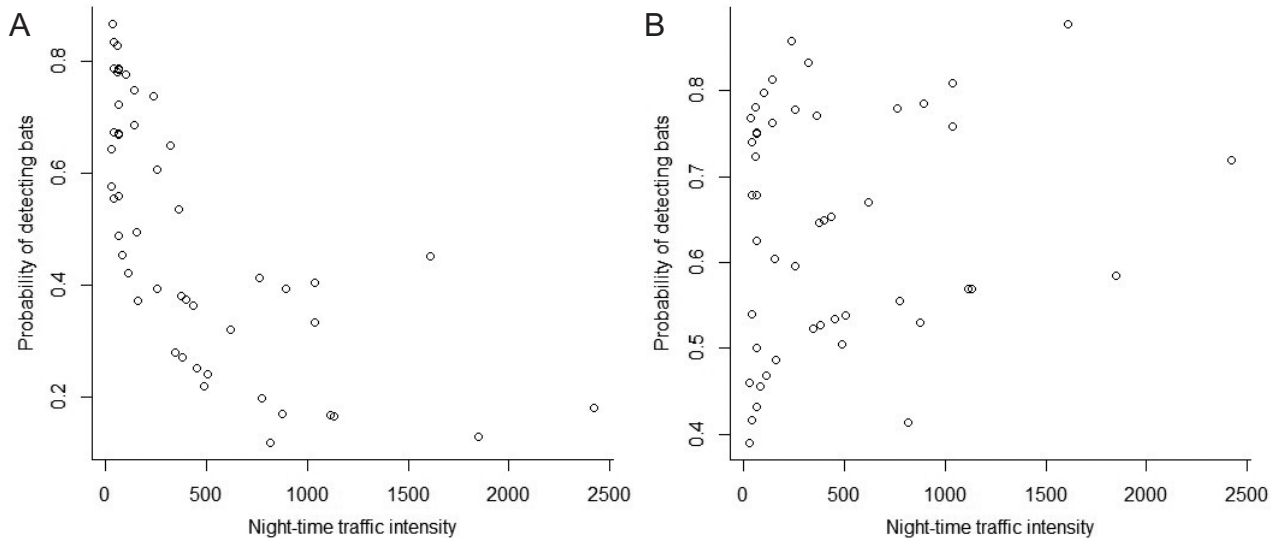 A
Probability of detecting bats
0.8
0.6
0.4
0.2
0 500 1000 1500 2000 2500
Night-time traffic intensity
B
Probability of detecting bats
0.8
0.7
0.6
0.5
0.4
0 500 1000 1500 2000 2500
Night-time traffic intensity